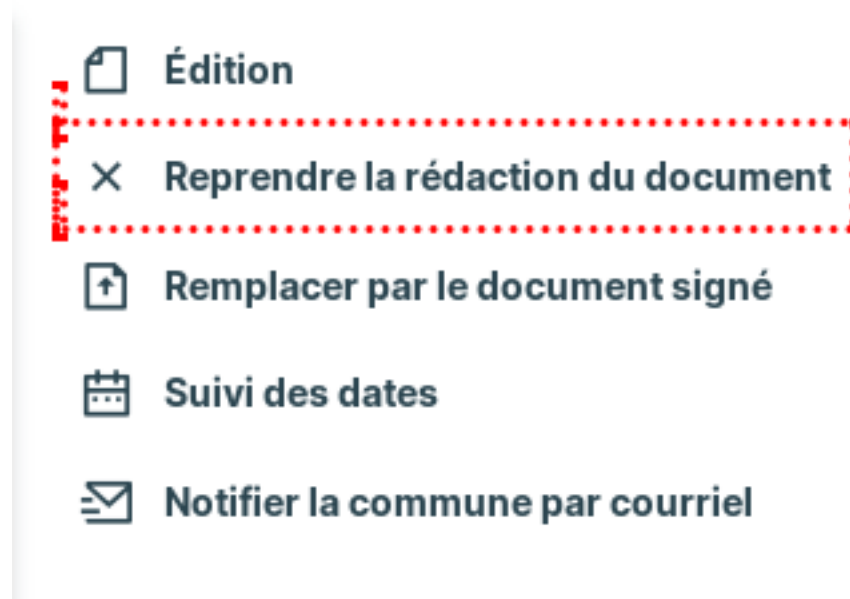 Édition
Reprendre la rédaction du document
Remplacer par le document signé
Suivi des dates
Notifier la commune par courriel